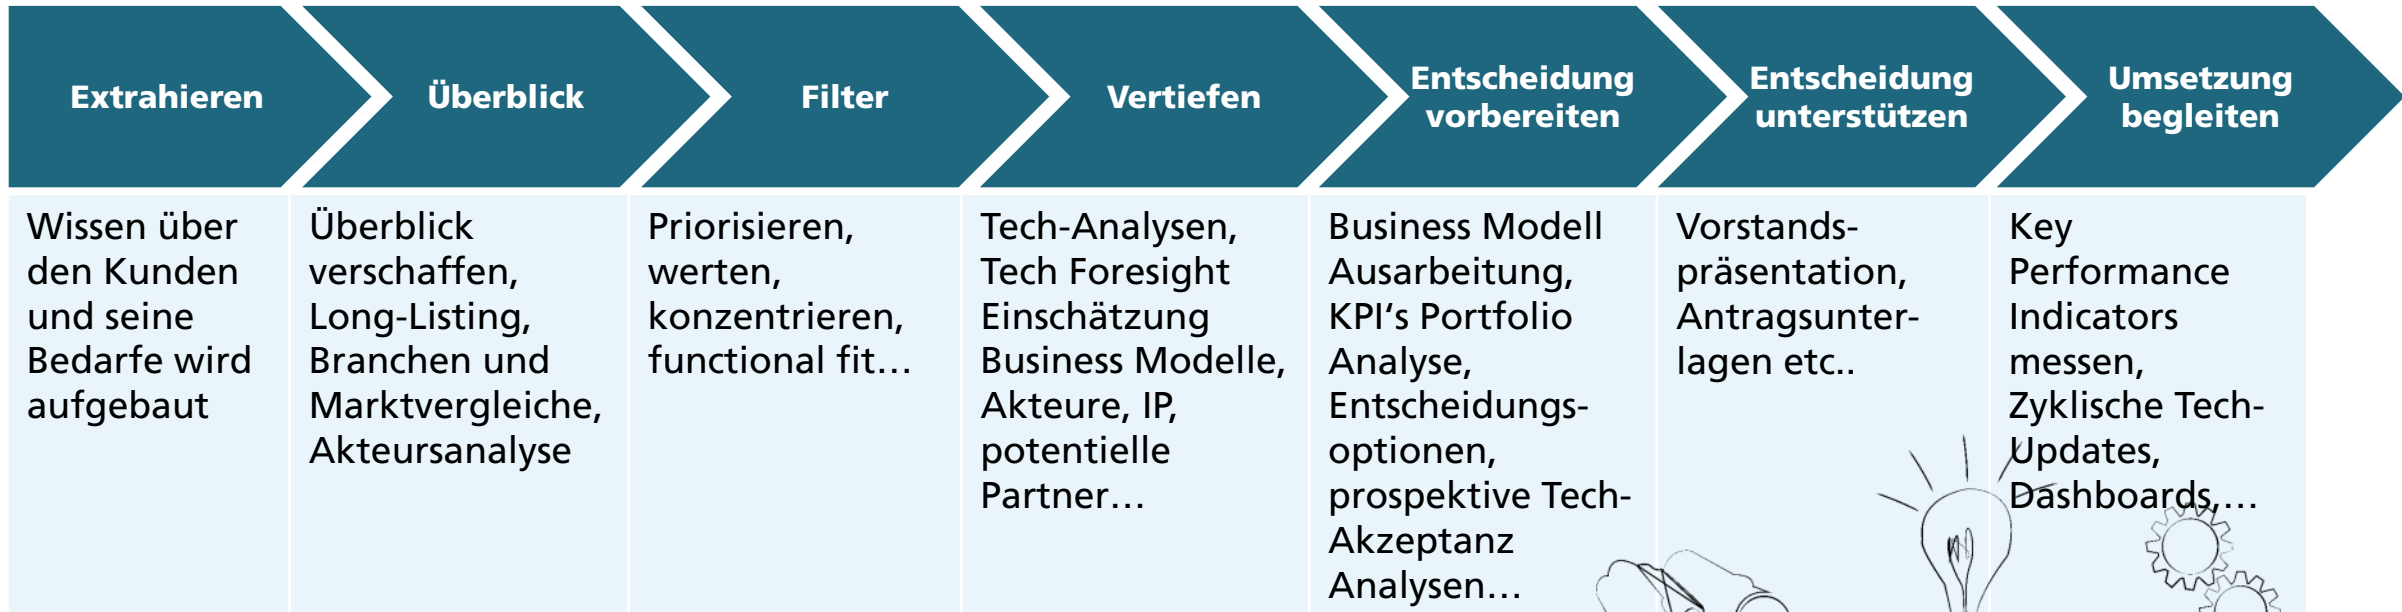 Extrahieren
Überblick
Filter
Vertiefen
Entscheidung
vorbereiten
Entscheidung
unterstützen
Umsetzung
begleiten
Wissen über
den Kunden
und seine
Bedarfe wird
aufgebaut
Überblick
verschaffen,
Long-Listing,
Branchen und
Marktvergleiche,
Akteursanalyse
Priorisieren,
werten,
konzentrieren,
functional fit…
Tech-Analysen,
Tech Foresight
Einschätzung
Business Modelle,
Akteure, IP,
potentielle
Partner…
Business Modell
Ausarbeitung,
KPI‘s Portfolio
Analyse,
Entscheidungs-
optionen,
prospektive Tech-
Akzeptanz
Analysen…
Vorstands-
präsentation,
Antragsunter-
lagen etc..
Key
Performance
Indicators
messen,
Zyklische Tech-
Updates,
Dashboards,…